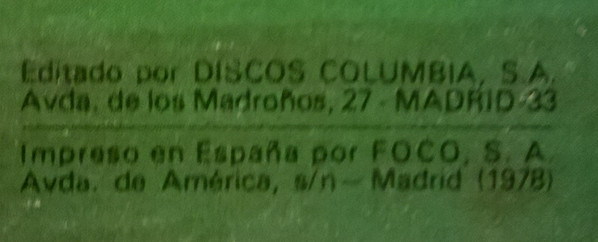 Editado por DISCOS COLUMBIA, S.A.
Avda. de los Madroños, 27 - MADRID-33
Impreso en España por FOCO, S. A.
Avda. de América, s/n - Madrid (1978)